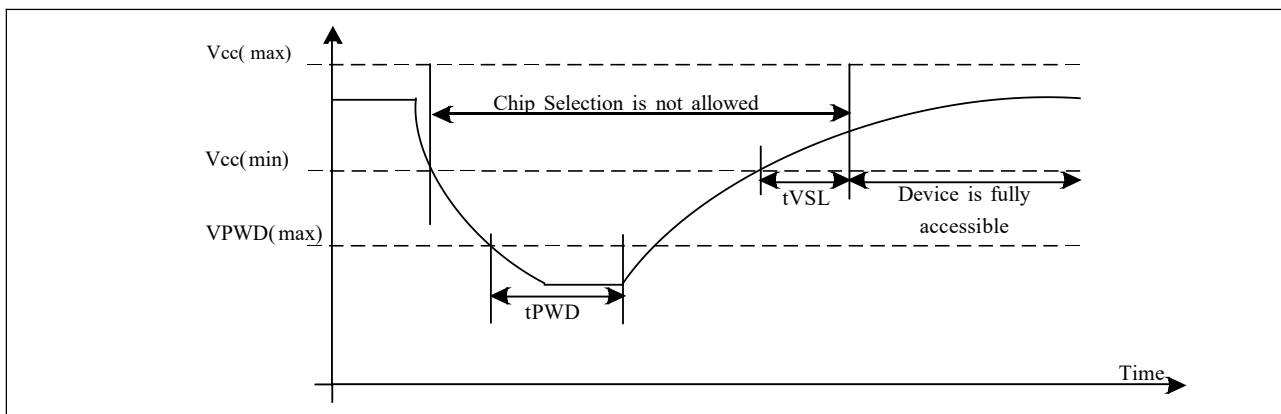 Vcc( max)
Chip Selection is not allowed
Vcc(min)
tVSL
Device is fully
accessible
VPWD(max)
tPWD
Time